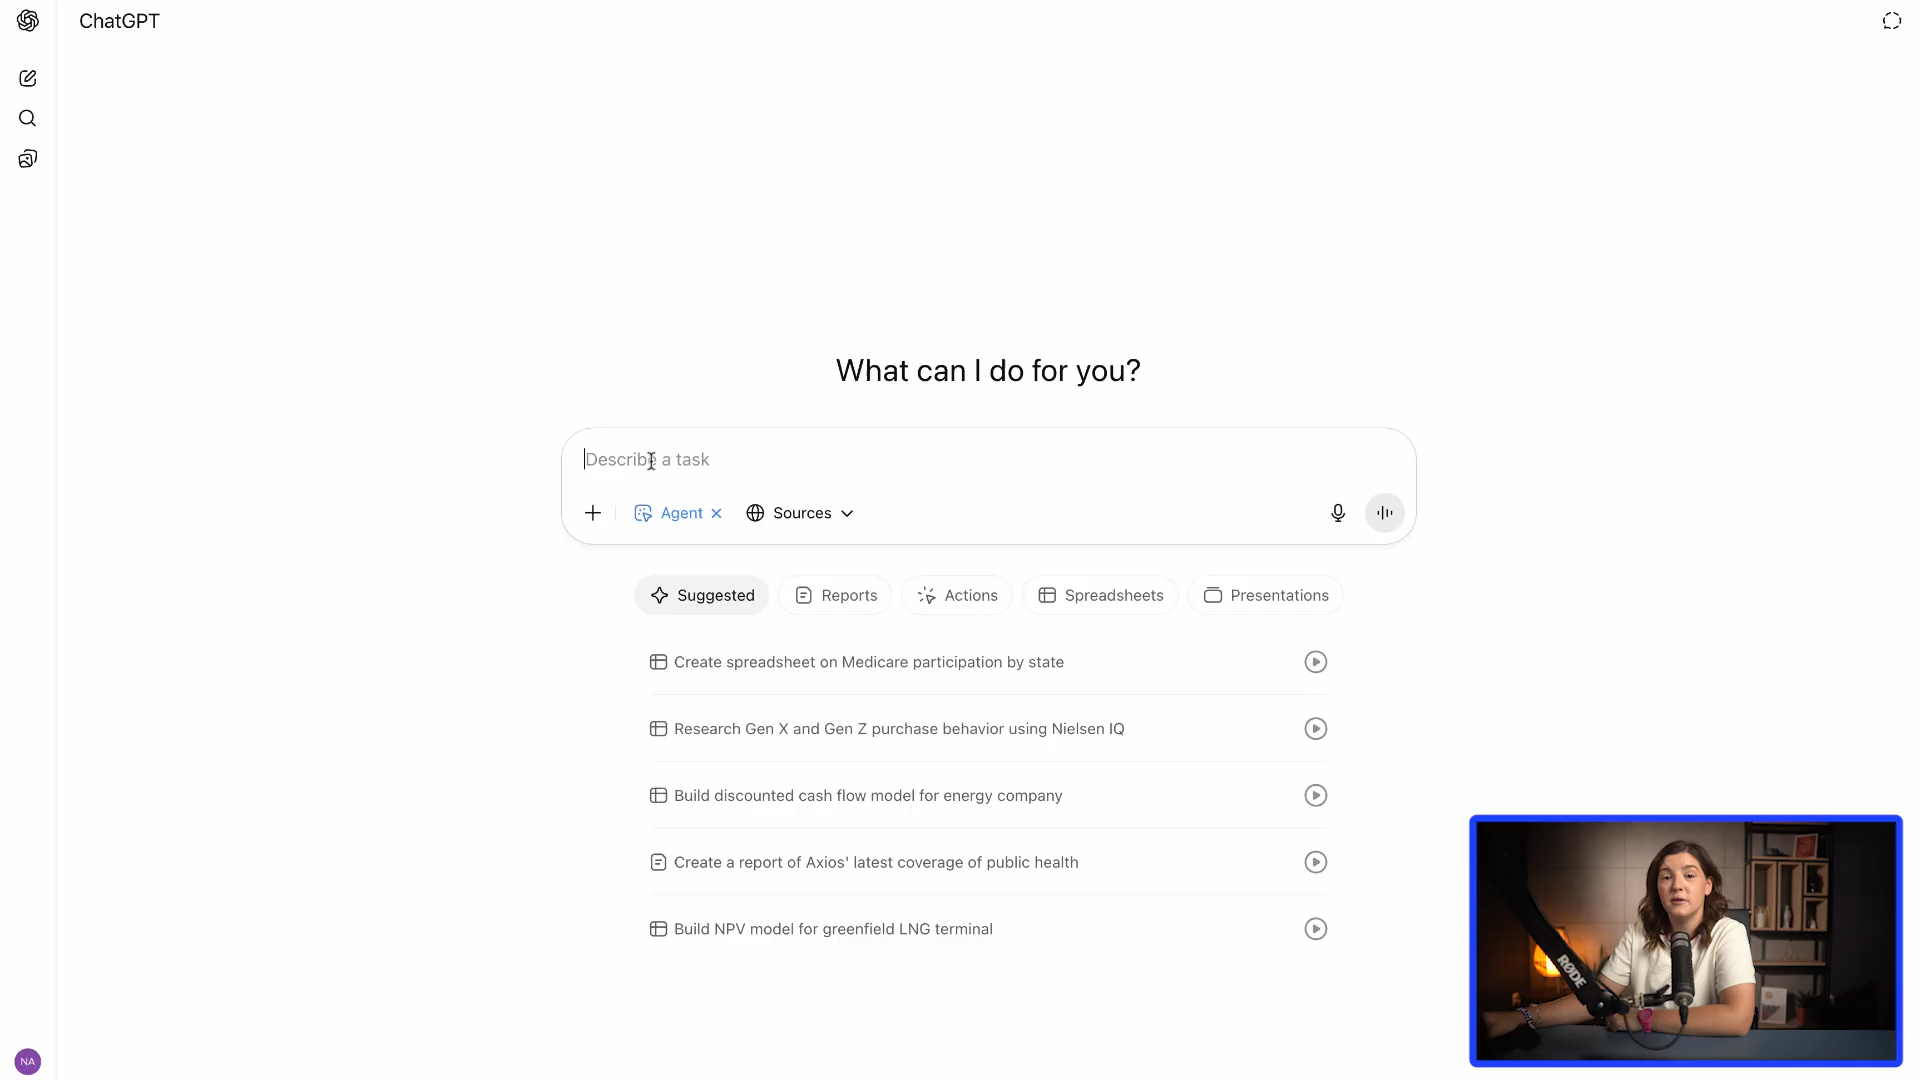 ChatGPT
What can I do for you?
Describe a task
Agent
Sources
Suggested
Reports
Actions
Spreadsheets
Presentations
Create spreadsheet on Medicare participation by state
Research Gen X and Gen Z purchase behavior using Nielsen IQ
Build discounted cash flow model for energy company
Create a report of Axios' latest coverage of public health
Build NPV model for greenfield LNG terminal
RØDE
NA